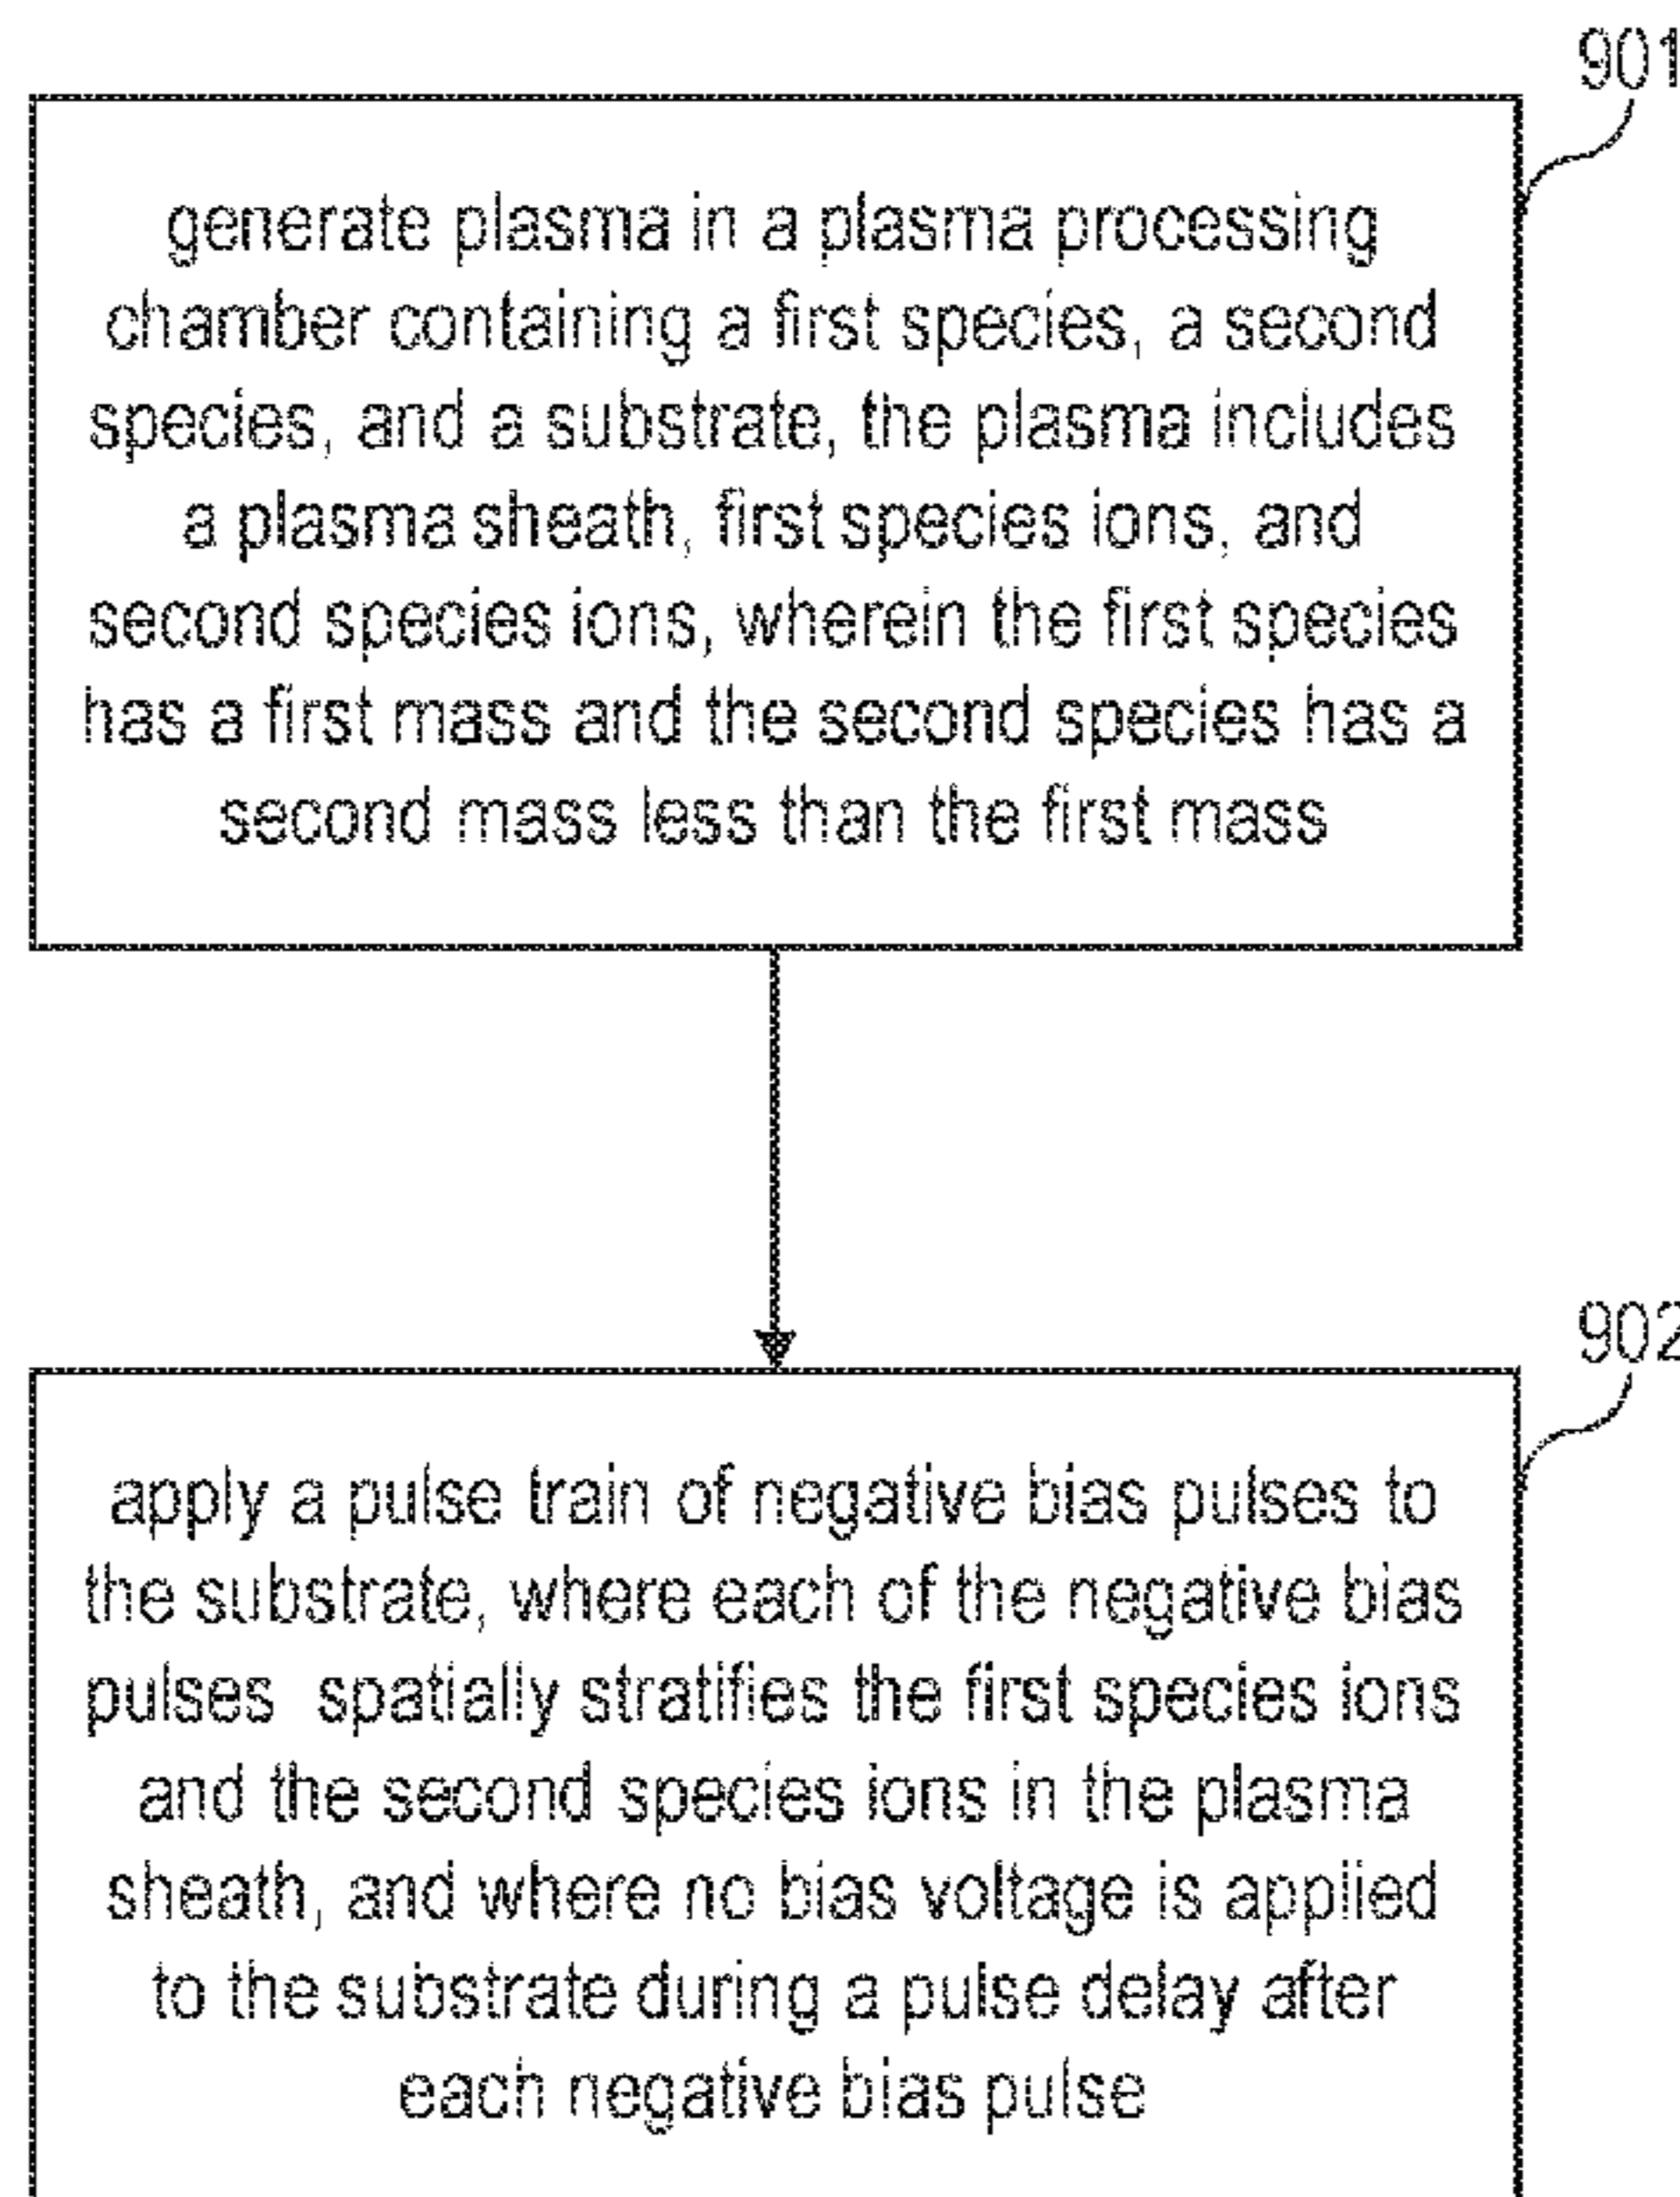 901
generate plasma in a plasma processing
chamber containing a first species, a second
species, and a substrate, the plasma includes
a plasma sheath, first species ions, and
second species ions, wherein the first species
has a first mass and the second species has a
second mass less than the first mass
902
apply a pulse train of negative bias pulses to
the substrate, where each of the negative bias
pulses spatially stratifies the first species ions
and the second species ions in the plasma
sheath, and where no bias voltage is applied
to the substrate during a pulse delay after
each negative bias pulse